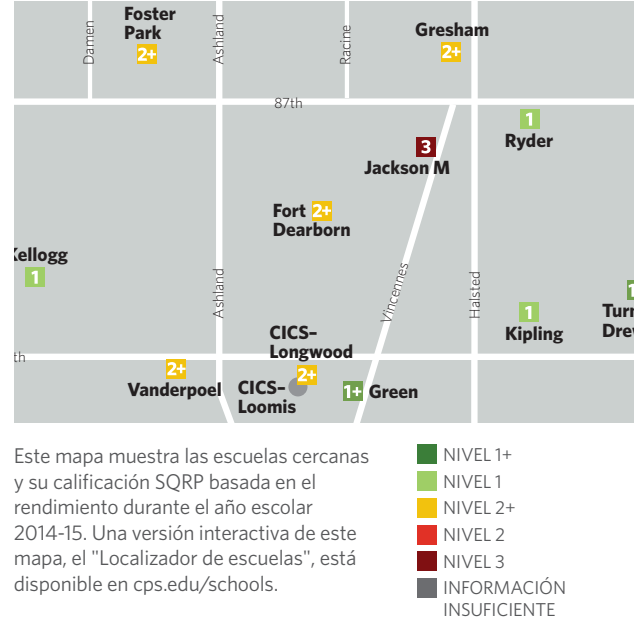 Foster
Park
2+
Damen
Ashland
Racine
Gresham
2+
87th
1
Ryder
3
Jackson M
Fort 2+
Dearborn
Kellogg
1
Ashland
Vincennes
Halsted
1
Kipling
1
Turn
Drew
th
CICS–
Longwood
2+
Vanderpoel
2+
CICS–
Loomis
1+ Green
Este mapa muestra las escuelas cercanas
y su calificación SQRP basada en el
rendimiento durante el año escolar
2014-15. Una versión interactiva de este
mapa, el "Localizador de escuelas", está
disponible en cps.edu/schools.
NIVEL 1+
NIVEL 1
NIVEL 2+
NIVEL 2
NIVEL 3
INFORMACIÓN
INSUFICIENTE